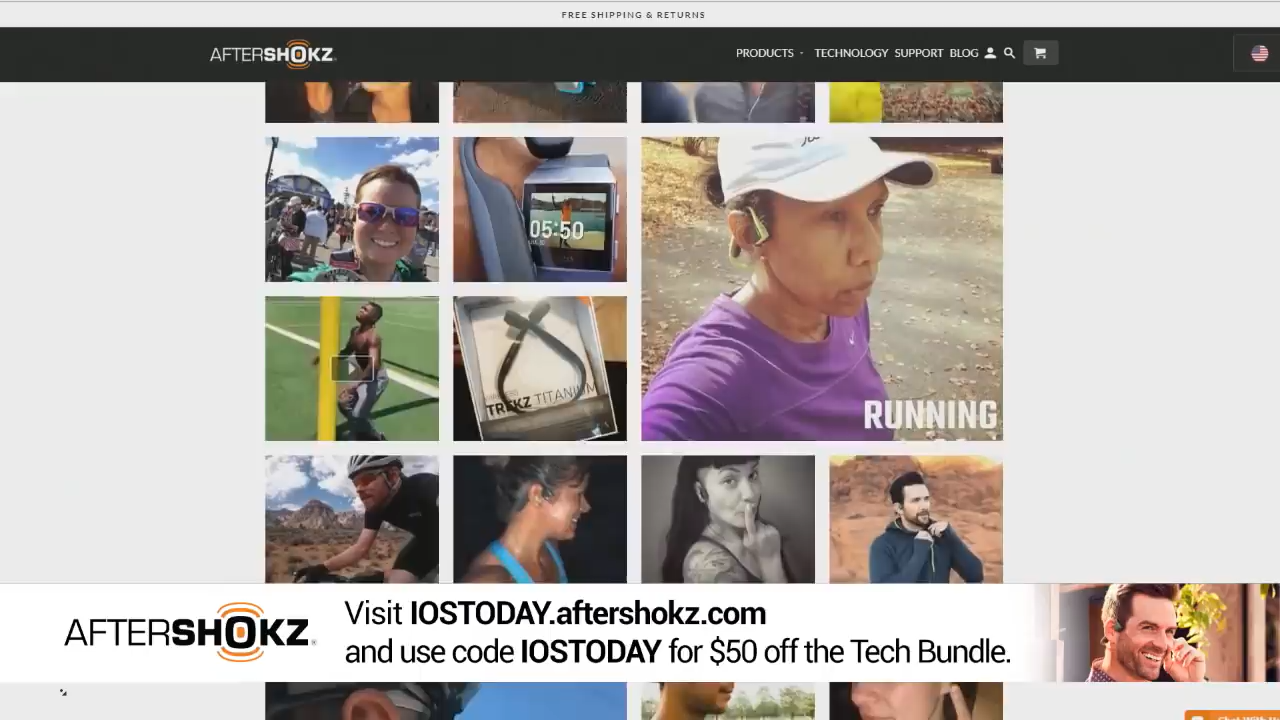 FREE SHIPPING & RETURNS
AFTERSHOKZ
PRODUCTS
TECHNOLOGY
SUPPORT
BLOG
05:50
TREKZ TITANIUM
RUNNING
AFTERSHOKZ
Visit IOSTODAY.aftershokz.com
and use code IOSTODAY for $50 off the Tech Bundle.